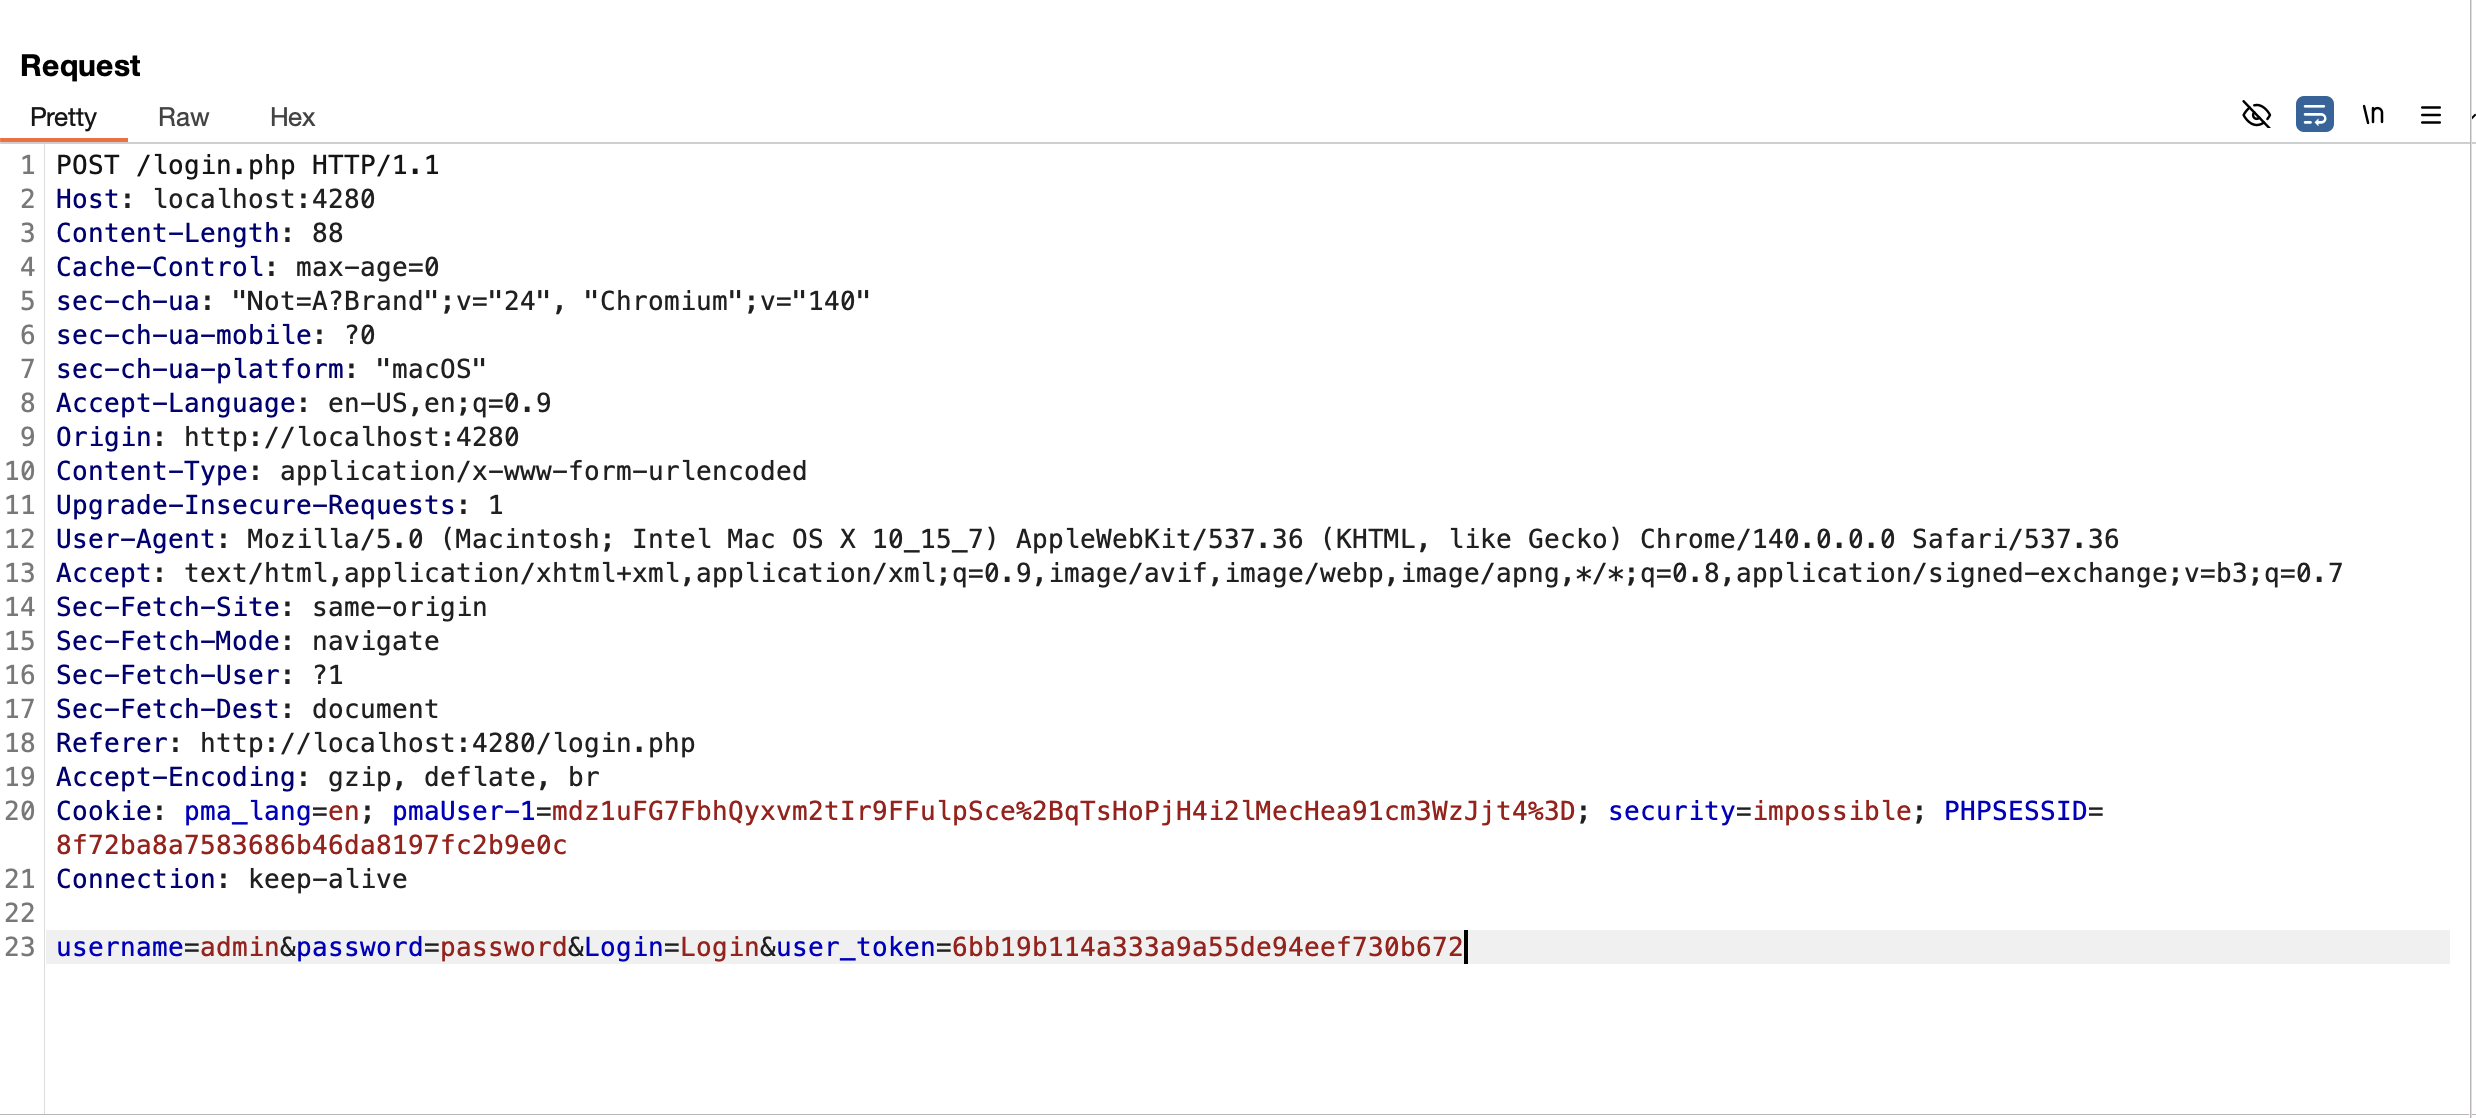 Request
Pretty Raw Hex \n
1 POST /login.php HTTP/1.1
2 Host: localhost:4280
3 Content-Length: 88
4 Cache-Control: max-age=0
5 sec-ch-ua: "Not=A?Brand";v="24", "Chromium";v="140"
6 sec-ch-ua-mobile: ?0
7 sec-ch-ua-platform: "macOS"
8 Accept-Language: en-US,en;q=0.9
9 Origin: http://localhost:4280
10 Content-Type: application/x-www-form-urlencoded
11 Upgrade-Insecure-Requests: 1
12 User-Agent: Mozilla/5.0 (Macintosh; Intel Mac OS X 10_15_7) AppleWebKit/537.36 (KHTML, like Gecko) Chrome/140.0.0.0 Safari/537.36
13 Accept: text/html,application/xhtml+xml,application/xml;q=0.9,image/avif,image/webp,image/apng,*/*;q=0.8,application/signed-exchange;v=b3;q=0.7
14 Sec-Fetch-Site: same-origin
15 Sec-Fetch-Mode: navigate
16 Sec-Fetch-User: ?1
17 Sec-Fetch-Dest: document
18 Referer: http://localhost:4280/login.php
19 Accept-Encoding: gzip, deflate, br
20 Cookie: pma_lang=en; pmaUser-1=mdz1uFG7FbhQyxvm2tIr9FFulpSce%2BqTsHoPjH4i2lMecHea91cm3WzJjt4%3D; security=impossible; PHPSESSID=
8f72ba8a7583686b46da8197fc2b9e0c
21 Connection: keep-alive
22
23 username=admin&password=password&Login=Login&user_token=6bb19b114a333a9a55de94eef730b672